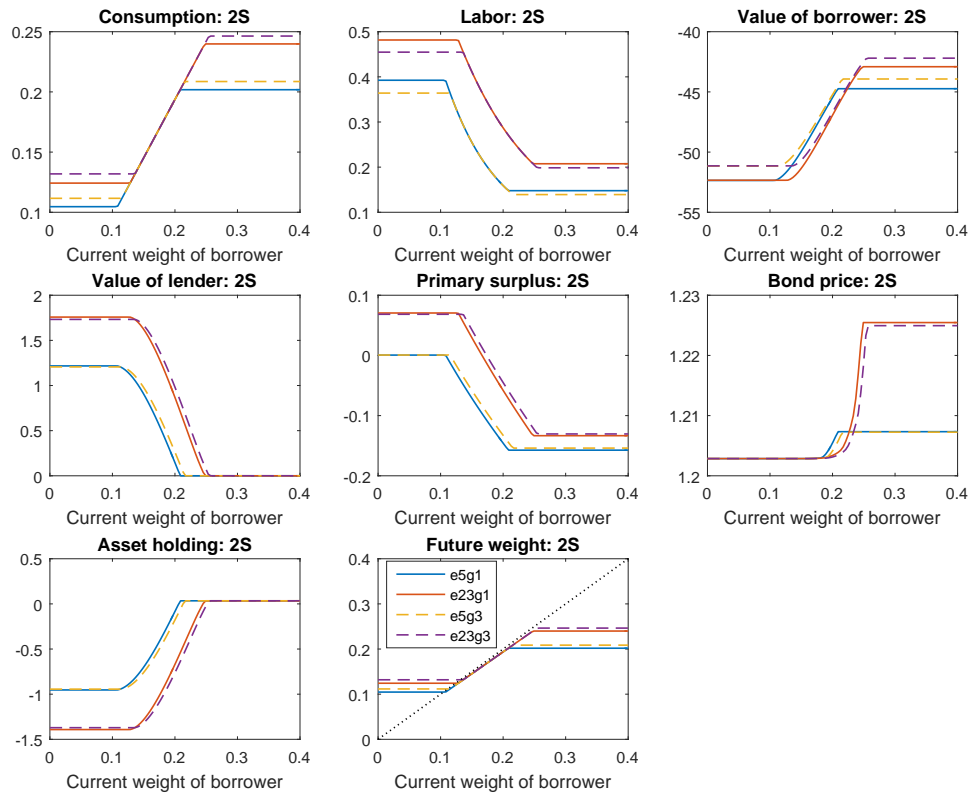 Consumption: 2S
0.25
0.2
0.15
0.1
0 0.1 0.2 0.3 0.4
Current weight of borrower
Labor: 2S
0.5
0.4
0.3
0.2
0.1
0
0 0.1 0.2 0.3 0.4
Current weight of borrower
Value of borrower: 2S
-40
-45
-50
-55
0 0.1 0.2 0.3 0.4
Current weight of borrower
Value of lender: 2S
2
1.5
1
0.5
0
0 0.1 0.2 0.3 0.4
Current weight of borrower
Primary surplus: 2S
0.1
0
-0.1
-0.2
0 0.1 0.2 0.3 0.4
Current weight of borrower
Bond price: 2S
1.23
1.22
1.21
1.2
0 0.1 0.2 0.3 0.4
Current weight of borrower
Asset holding: 2S
0.5
0
-0.5
-1
-1.5
0 0.1 0.2 0.3 0.4
Current weight of borrower
Future weight: 2S
0.4
0.3
0.2
0.1
0
e5g1
e23g1
e5g3
e23g3
0 0.1 0.2 0.3 0.4
Current weight of borrower